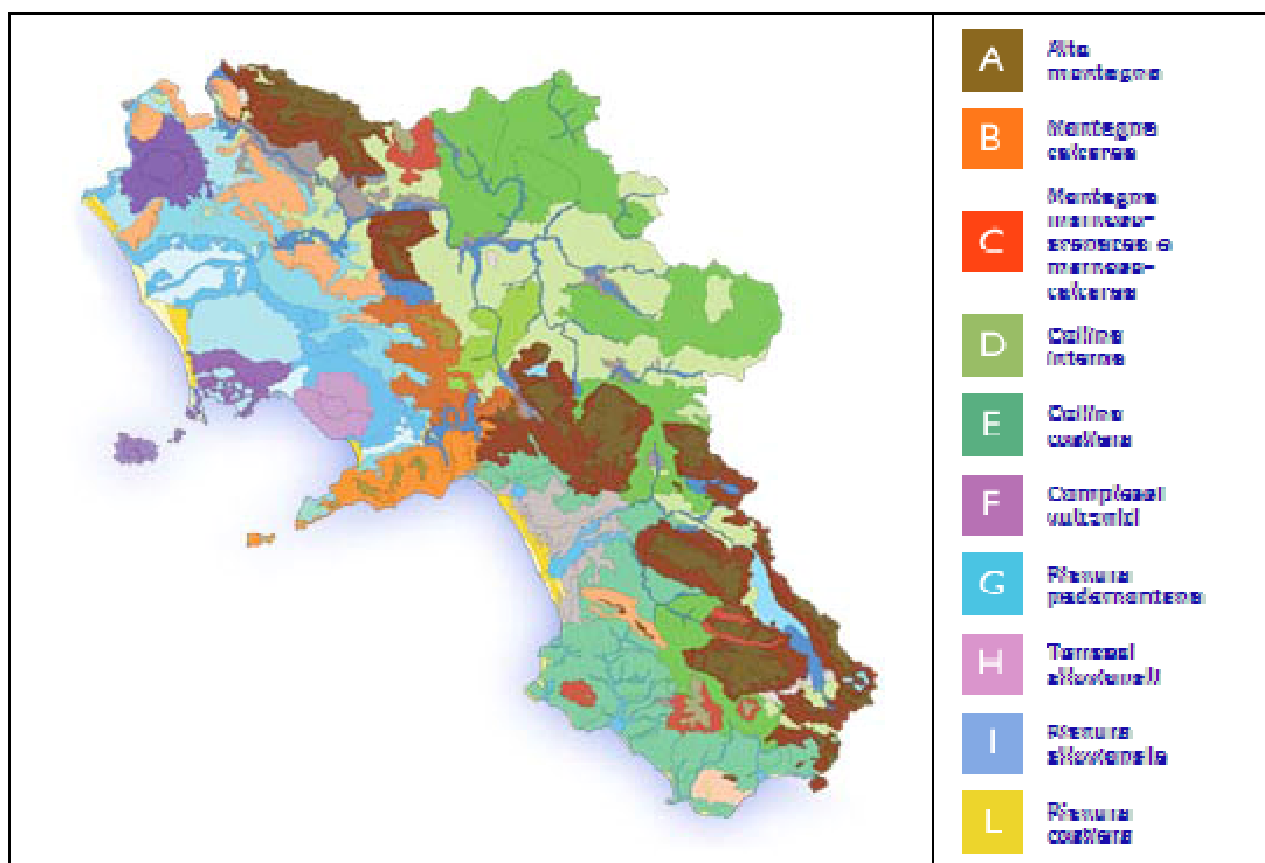 A
Alta
montagna
B
Montagna
calcarea
C
Montagna
marnoso-
arenacea e
marnoso-
calcarea
D
Collina
interna
E
Collina
costiera
F
Complessi
vulcanici
G
Pianura
pedemontana
H
Terrazzi
alluvionali
I
Pianura
alluvionale
L
Pianura
costiera